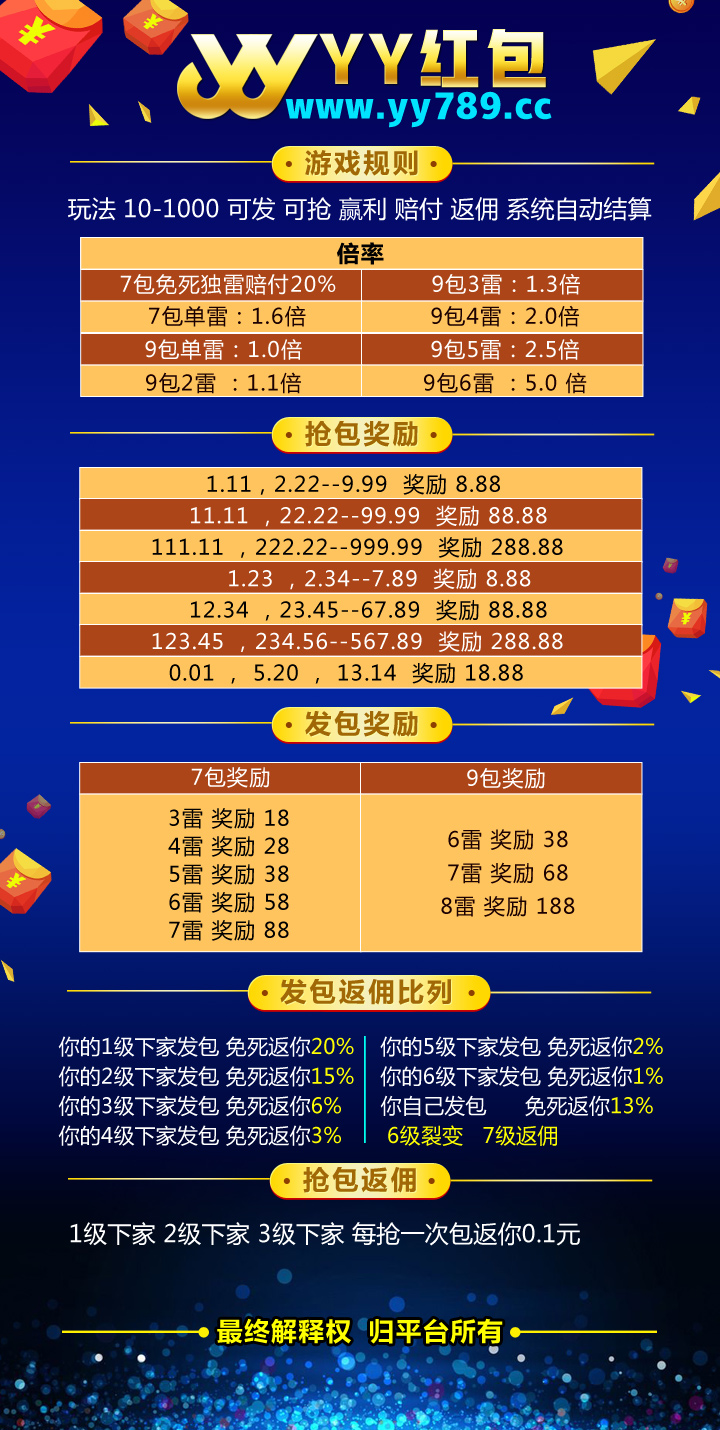 YY红包
www.yy789.cc
游戏规则
玩法 10-1000 可发 可抢 赢利 赔付 返佣 系统自动结算
倍率
7包免死独雷赔付20% 9包3雷：1.3倍
7包单雷：1.6倍 9包4雷：2.0倍
9包单雷：1.0倍 9包5雷：2.5倍
9包2雷 ：1.1倍 9包6雷 ：5.0 倍
抢包奖励
1.11，2.22--9.99 奖励 8.88
11.11 ，22.22--99.99 奖励 88.88
111.11 ，222.22--999.99 奖励 288.88
1.23 ，2.34--7.89 奖励 8.88
12.34 ，23.45--67.89 奖励 88.88
123.45 ，234.56--567.89 奖励 288.88
0.01 ， 5.20 ， 13.14 奖励 18.88
发包奖励
7包奖励 9包奖励
3雷 奖励 18
4雷 奖励 28
5雷 奖励 38
6雷 奖励 58
7雷 奖励 88
6雷 奖励 38
7雷 奖励 68
8雷 奖励 188
发包返佣比列
你的1级下家发包 免死返你20%
你的2级下家发包 免死返你15%
你的3级下家发包 免死返你6%
你的4级下家发包 免死返你3%
你的5级下家发包 免死返你2%
你的6级下家发包 免死返你1%
你自己发包 免死返你13%
6级裂变 7级返佣
抢包返佣
1级下家 2级下家 3级下家 每抢一次包返你0.1元
最终解释权 归平台所有